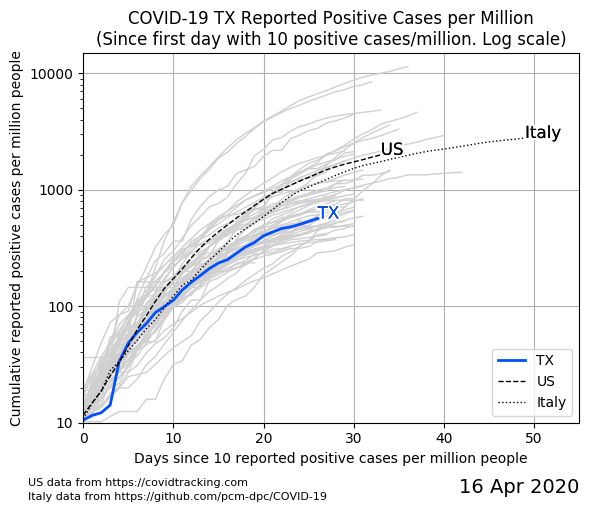 COVID-19 TX Reported Positive Cases per Million
(Since first day with 10 positive cases/million. Log scale)
Cumulative reported positive cases per million people
10000
1000
100
10
US
Italy
TX
TX
US
Italy
0
10
20
30
40
50
Days since 10 reported positive cases per million people
US data from https://covidtracking.com
Italy data from https://github.com/pcm-dpc/COVID-19
16 Apr 2020